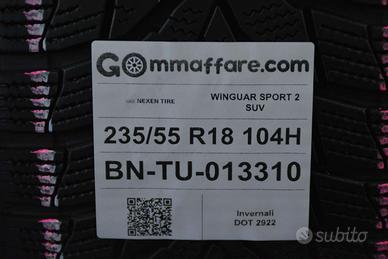 GOmmaffare.com
NEXEN TIRE
WINGUAR SPORT 2
SUV
235/55 R18 104H
BN-TU-013310
Invernali
DOT 2922
subito